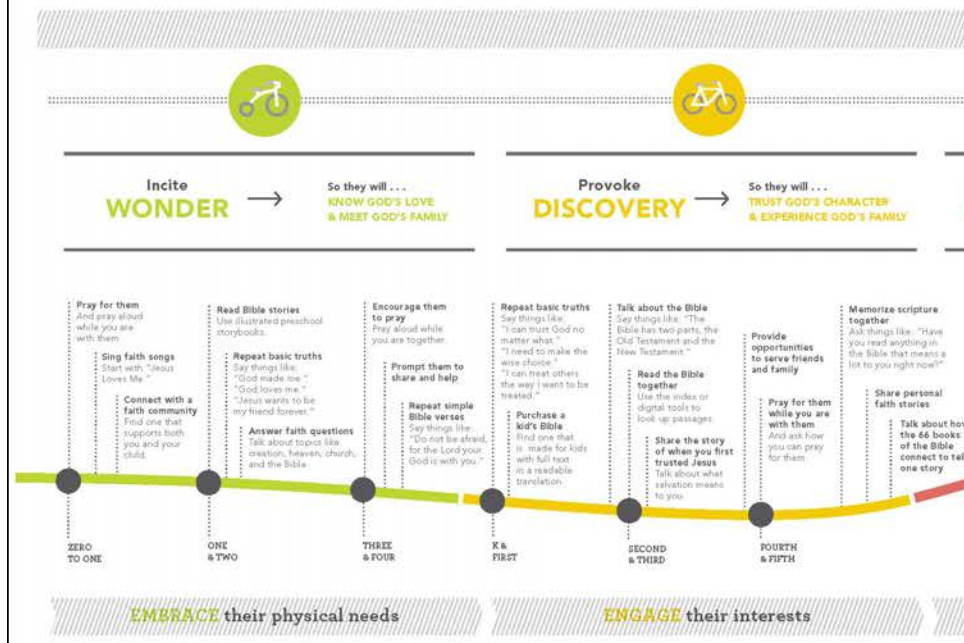 Incite
WONDER
So they will . . .
KNOW GOD'S LOVE
& MEET GOD'S FAMILY
Provoke
DISCOVERY
So they will . . .
TRUST GOD'S CHARACTER
& EXPERIENCE GOD'S FAMILY
Pray for them
And pray aloud
while you are
with them
Sing faith songs
Start with "Jesus
Loves Me."
Connect with a
faith community
Find one that
supports both
you and your
child.
Read Bible stories
Use illustrated preschool
storybooks.
Repeat basic truths
Say things like:
"God made me."
"God loves me."
"Jesus wants to be
my friend forever."
Answer faith questions
Talk about topics like
creation, heaven, church,
and the Bible.
Encourage them
to pray
Pray aloud while
you are together.
Prompt them to
share and help
Repeat simple
Bible verses
Say things like:
"Do not be afraid,
for the Lord your
God is with you."
Repeat basic truths
Say things like,
"I can trust God no
matter what."
"I need to make the
wise choice."
"I can treat others
the way I want to be
treated."
Purchase a
kid's Bible
Find one that
is made for kids
with full text
in a readable
translation.
Talk about the Bible
Say things like: "The
Bible has two parts, the
Old Testament and the
New Testament."
Read the Bible
together
Use the index or
digital tools to
look up passages.
Share the story
of when you first
trusted Jesus
Talk about what
salvation means
to you.
Provide
opportunities
to serve friends
and family
Pray for them
while you are
with them
And ask how
you can pray
for them
Memorize scripture
together
Ask things like: "Have
you read anything in
the Bible that means a
lot to you right now?"
Share personal
faith stories
Talk about how
the 66 books
of the Bible
connect to tell
one story
ZERO
TO ONE
ONE
& TWO
THREE
& FOUR
K &
FIRST
SECOND
& THIRD
FOURTH
& FIFTH
EMBRACE their physical needs
ENGAGE their interests